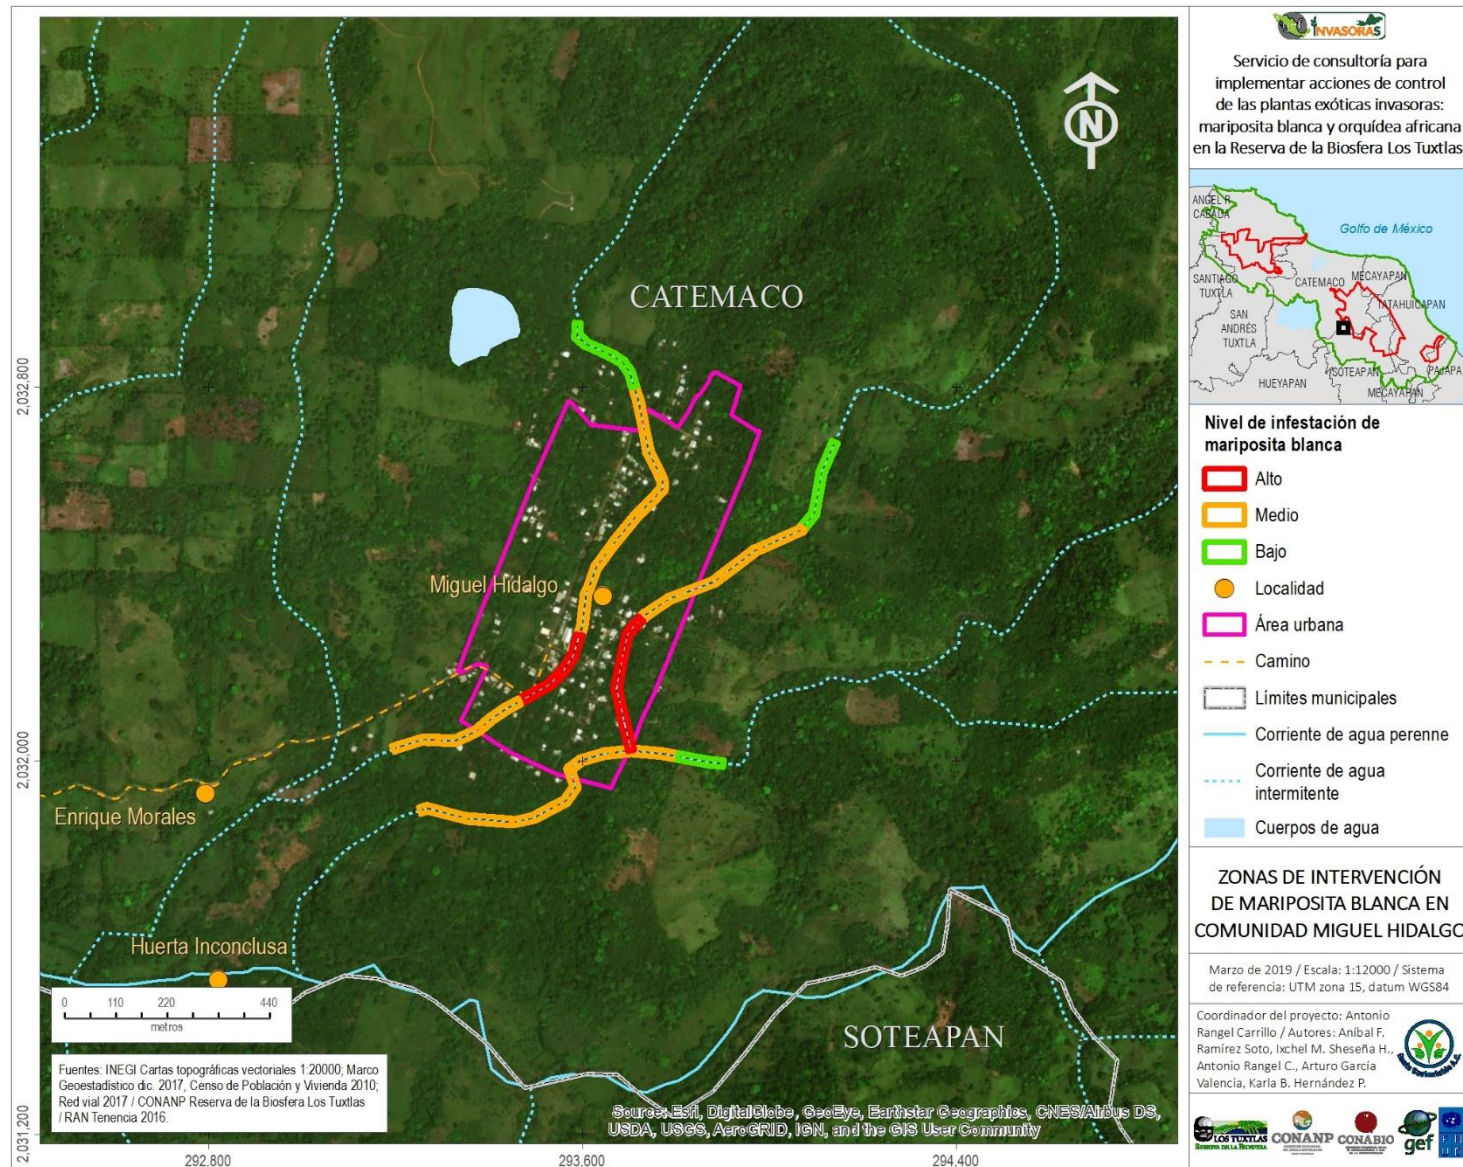 CATEMACO
Miguel Hidalgo
Enrique Morales
Huerta Inconclusa
SOTEAPAN
N
2,032,800
2,032,000
2,031,200
292,800
293,600
294,400
0 110 220 440
metros
Fuentes: INEGI Cartas topográficas vectoriales 1:20000; Marco
Geoestadístico dic. 2017, Censo de Población y Vivienda 2010;
Red vial 2017 / CONANP Reserva de la Biosfera Los Tuxtlas
/ RAN Tenencia 2016.
Source: Esri, DigitalGlobe, GeoEye, Earthstar Geographics, CNES/Airbus DS,
USDA, USGS, AeroGRID, IGN, and the GIS User Community
INVASORAS
Servicio de consultoría para
implementar acciones de control
de las plantas exóticas invasoras:
mariposita blanca y orquídea africana
en la Reserva de la Biosfera Los Tuxtlas
ANGEL R.
CABADA
Golfo de México
SANTIAGO
TUXTLA
CATEMACO
MECAYAPAN
TATAHUICAPAN
SAN
ANDRÉS
TUXTLA
SOTEAPAN
PAJAPA
HUEYAPAN
MECAYAPAN
Nivel de infestación de
mariposita blanca
Alto
Medio
Bajo
Localidad
Área urbana
Camino
Límites municipales
Corriente de agua perenne
Corriente de agua
intermitente
Cuerpos de agua
ZONAS DE INTERVENCIÓN
DE MARIPOSITA BLANCA EN
COMUNIDAD MIGUEL HIDALGO
Marzo de 2019 / Escala: 1:12000 / Sistema
de referencia: UTM zona 15, datum WGS84
Coordinador del proyecto: Antonio
Rangel Carrillo / Autores: Aníbal F.
Ramírez Soto, Ixchel M. Sheseña H.,
Antonio Rangel C., Arturo García
Valencia, Karla B. Hernández P.
LOS TUXTLAS
RESERVA DE LA BIOSFERA
CONANP
CONABIO
gef